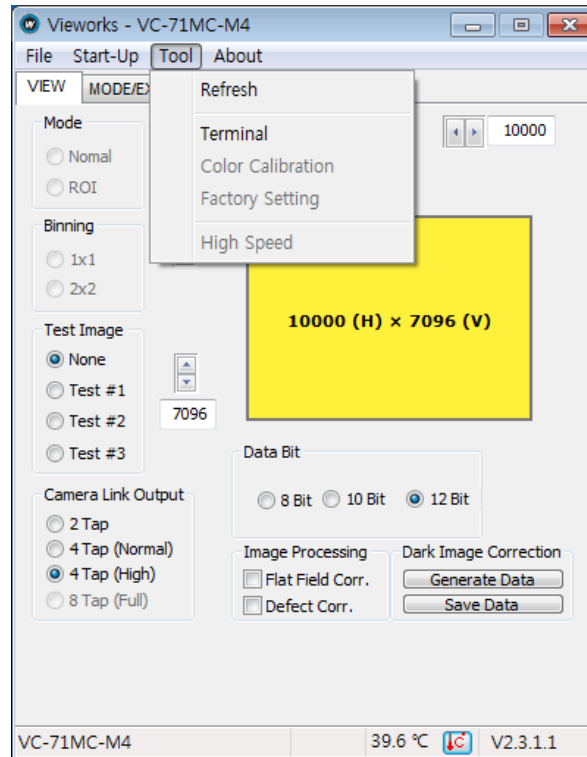 Vieworks - VC-71MC-M4
File Start-Up Tool About
VIEW MODE/EX
Refresh
Terminal
Color Calibration
Factory Setting
High Speed
Mode
Nomal
ROI
10000
Binning
1x1
2x2
10000 (H) × 7096 (V)
Test Image
None
Test #1
Test #2
Test #3
7096
Data Bit
8 Bit 10 Bit 12 Bit
Camera Link Output
2 Tap
4 Tap (Normal)
4 Tap (High)
8 Tap (Full)
Image Processing
Flat Field Corr.
Defect Corr.
Dark Image Correction
Generate Data
Save Data
VC-71MC-M4 39.6 ℃ C V2.3.1.1